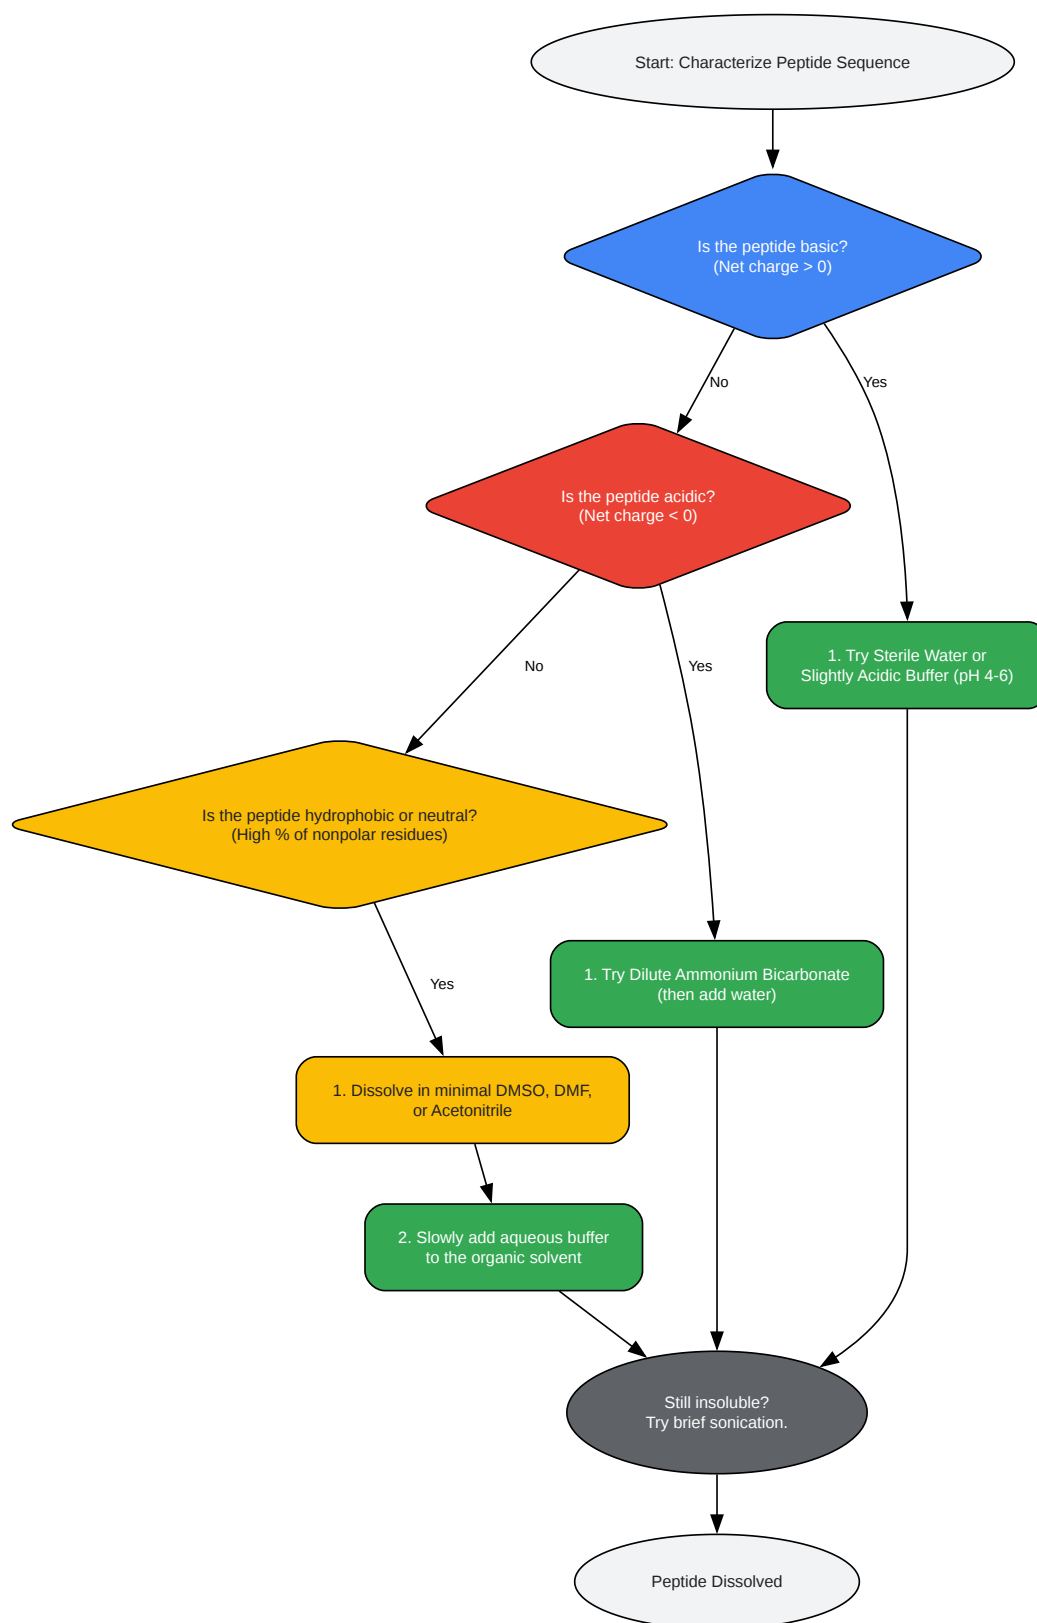 Start: Characterize Peptide Sequence
Is the peptide basic?
(Net charge > 0)
No
Yes
Is the peptide acidic?
(Net charge < 0)
No
Yes
1. Try Sterile Water or
Slightly Acidic Buffer (pH 4-6)
Is the peptide hydrophobic or neutral?
(High % of nonpolar residues)
Yes
1. Try Dilute Ammonium Bicarbonate
(then add water)
1. Dissolve in minimal DMSO, DMF,
or Acetonitrile
2. Slowly add aqueous buffer
to the organic solvent
Still insoluble?
Try brief sonication.
Peptide Dissolved